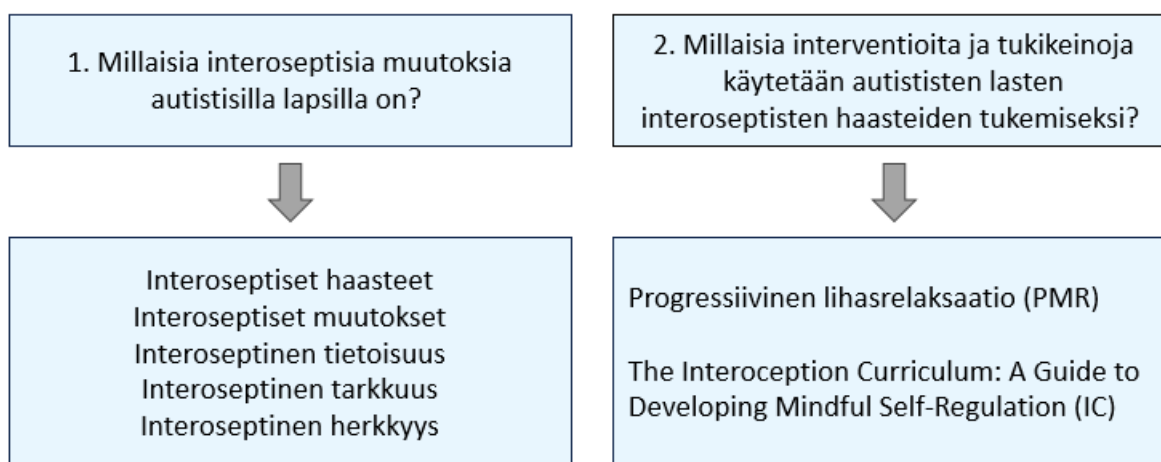 1. Millaisia interoseptisia muutoksia
autistisilla lapsilla on?
2. Millaisia interventioita ja tukikeinoja
käytetään autististen lasten
interoseptisten haasteiden tukemiseksi?
Interoseptiset haasteet
Interoseptiset muutokset
Interoseptinen tietoisuus
Interoseptinen tarkkuus
Interoseptinen herkkyys
Progressiivinen lihasrelaksaatio (PMR)
The Interoception Curriculum: A Guide to
Developing Mindful Self-Regulation (IC)